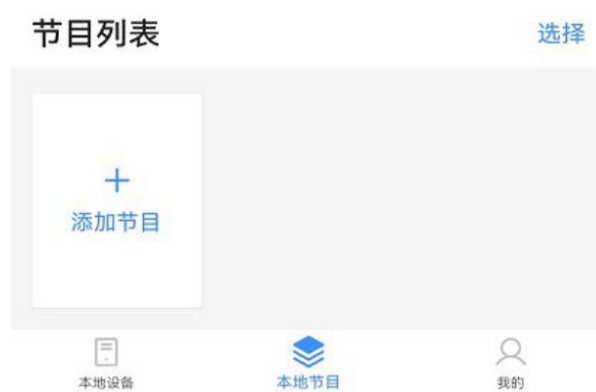 节目列表
选择
添加节目
本地设备
本地节目
我的